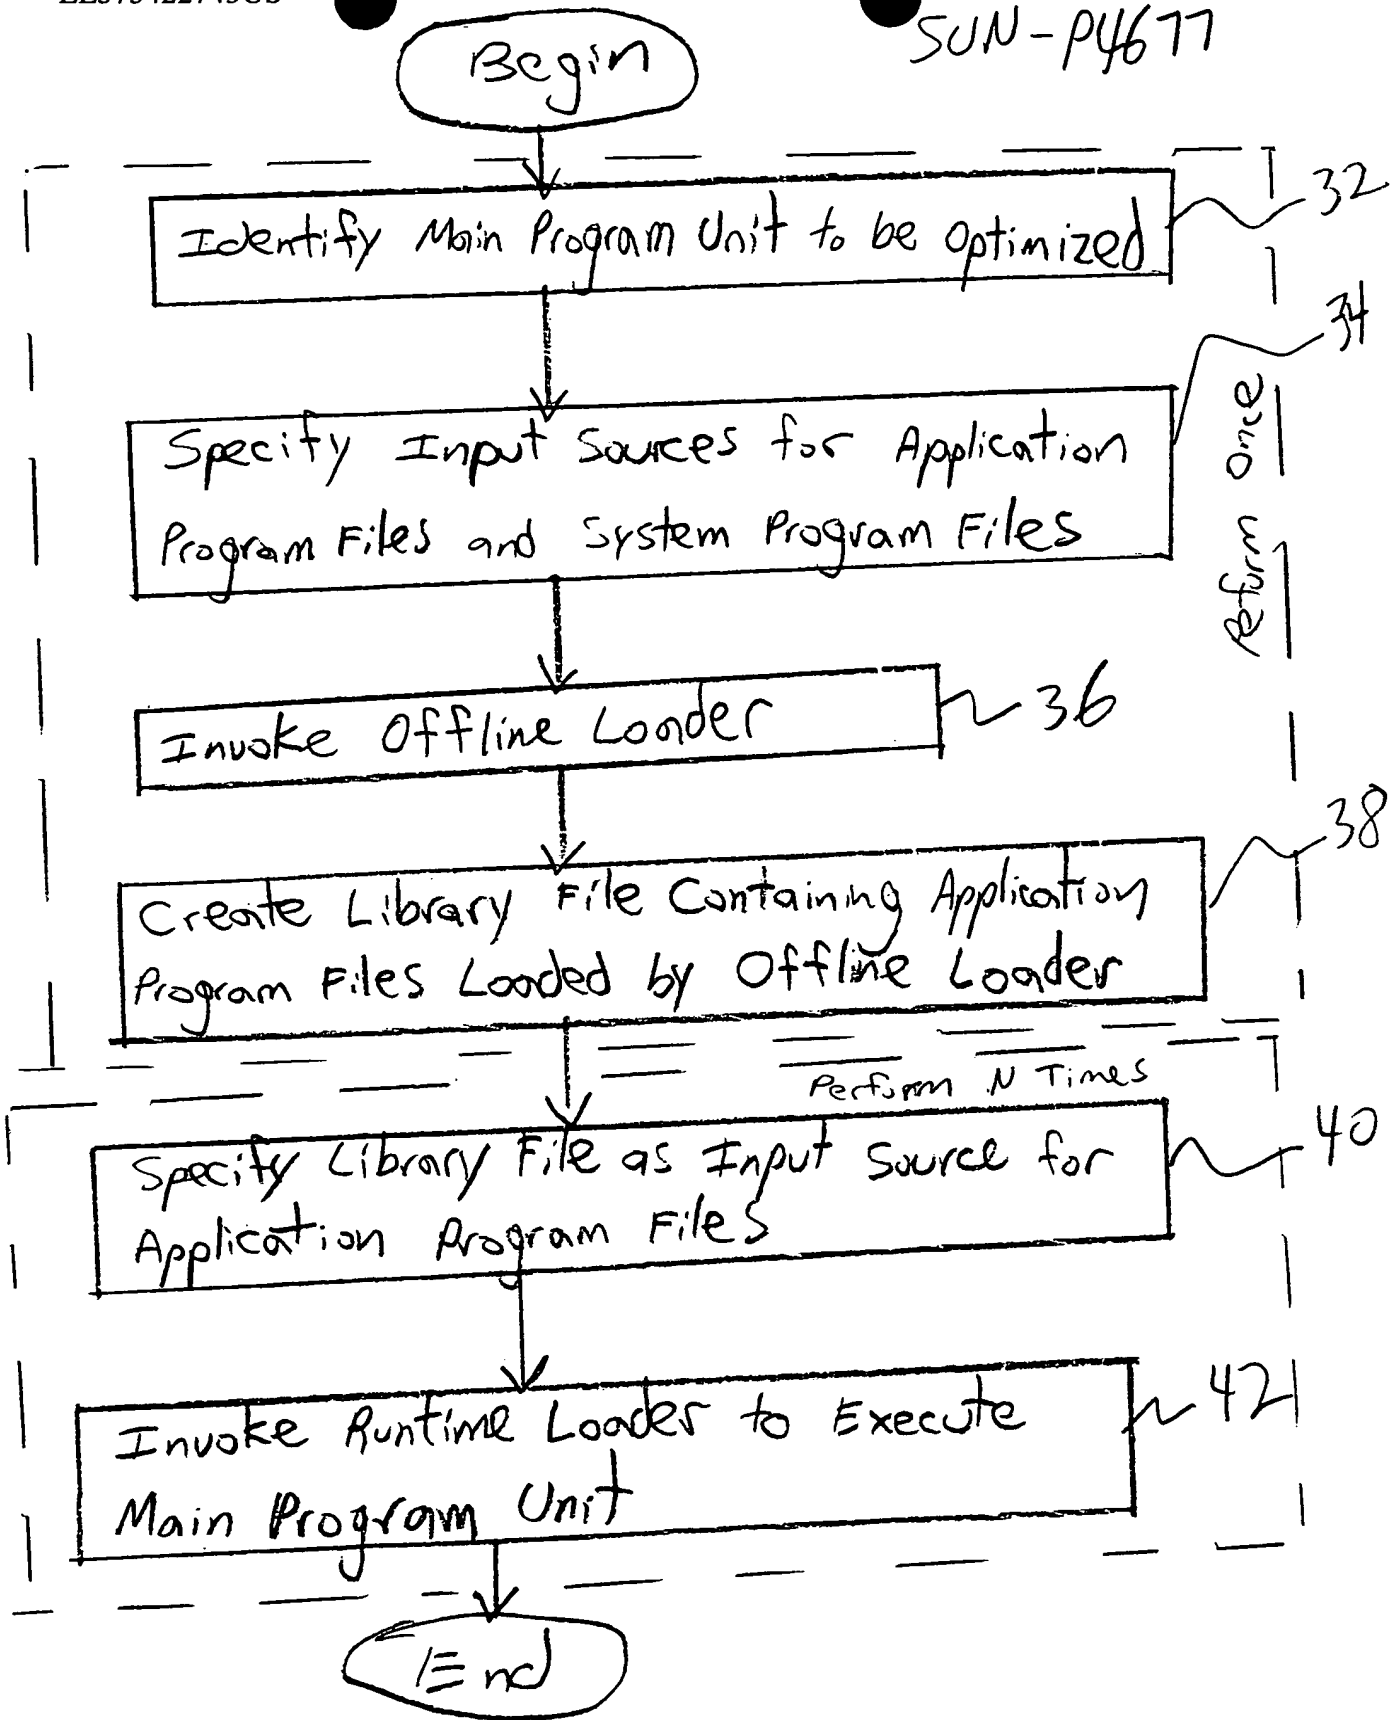 SUN-P4677
Begin
32
Identify Main Program Unit to be Optimized
34
Specify Input Sources for Application
Program Files and System Program Files
Perform Once
Invoke Offline Loader
36
38
Create Library File Containing Application
Program Files Loaded by Offline Loader
Perform N Times
40
Specify Library File as Input Source for
Application Program Files
42
Invoke Runtime Loader to Execute
Main Program Unit
End